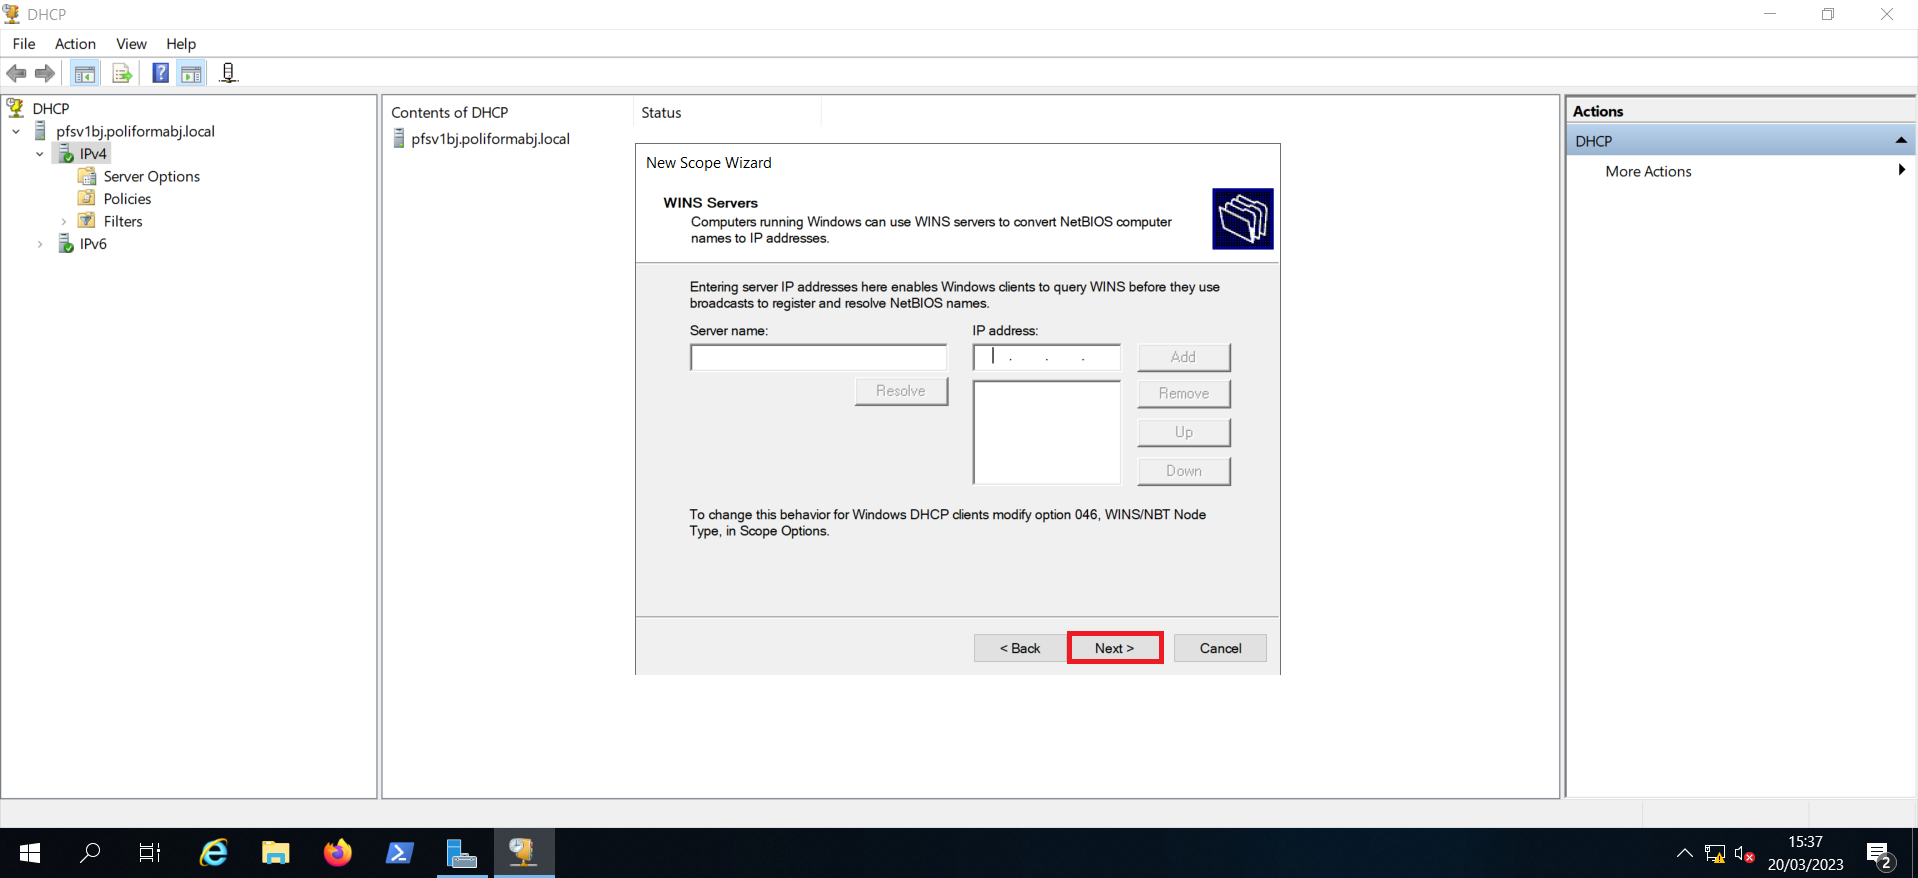 DHCP
File Action View Help
DHCP
pfsv1bj.poliformabj.local
IPv4
Server Options
Policies
Filters
IPv6
Contents of DHCP Status
pfsv1bj.poliformabj.local
New Scope Wizard
WINS Servers
Computers running Windows can use WINS servers to convert NetBIOS computer
names to IP addresses.
Entering server IP addresses here enables Windows clients to query WINS before they use
broadcasts to register and resolve NetBIOS names.
Server name: IP address:
. . . Add
Resolve Remove
Up
Down
To change this behavior for Windows DHCP clients modify option 046, WINS/NBT Node
Type, in Scope Options.
< Back Next > Cancel
Actions
DHCP
More Actions
15:37
20/03/2023
2